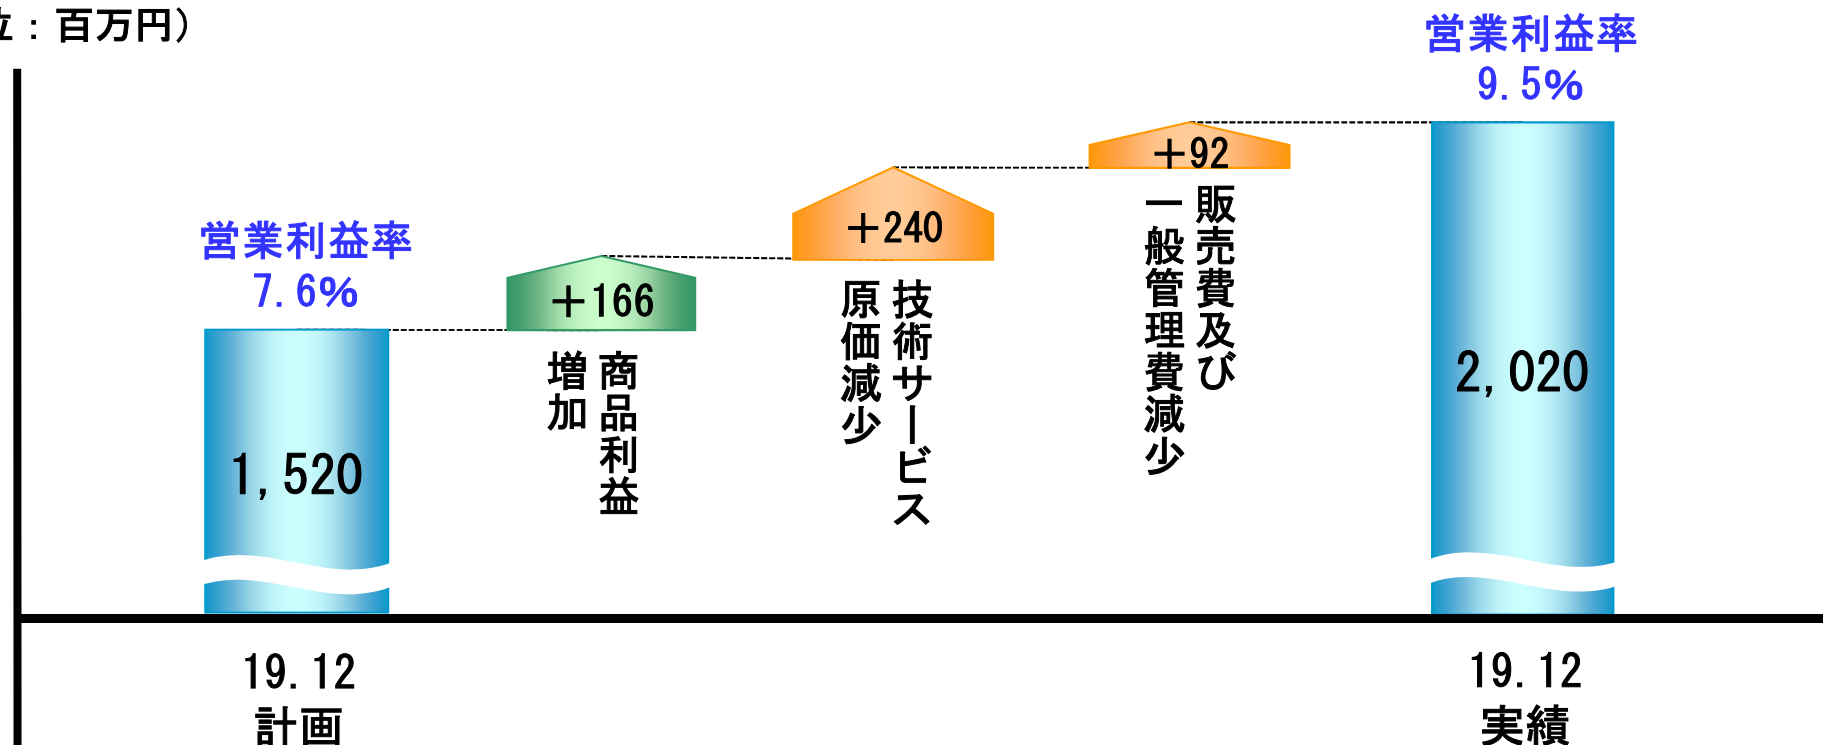 位：百万円）
営業利益率
7.6%
1,520
＋166
商品利益
増加
＋240
技術サービス
原価減少
＋92
販売費及び
一般管理費減少
営業利益率
9.5%
2,020
19.12
計画
19.12
実績